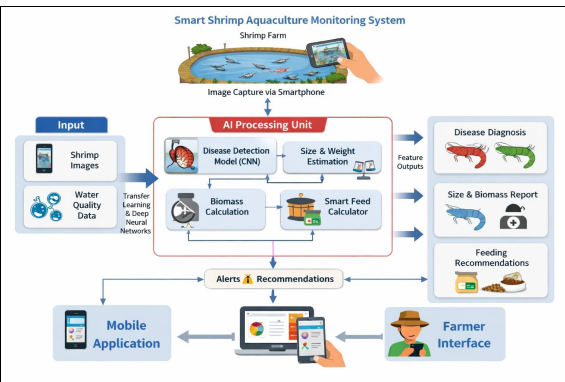 Smart Shrimp Aquaculture Monitoring System
Shrimp Farm
Image Capture via Smartphone
Input
Shrimp
Images
Water
Quality
Data
Transfer
Learning
& Deep
Neural
Networks
AI Processing Unit
Disease Detection
Model (CNN)
Size & Weight
Estimation
Biomass
Calculation
Smart Feed
Calculator
Feature
Outputs
Disease Diagnosis
Size & Biomass Report
Feeding
Recommendations
Alerts Recommendations
Mobile
Application
Farmer
Interface